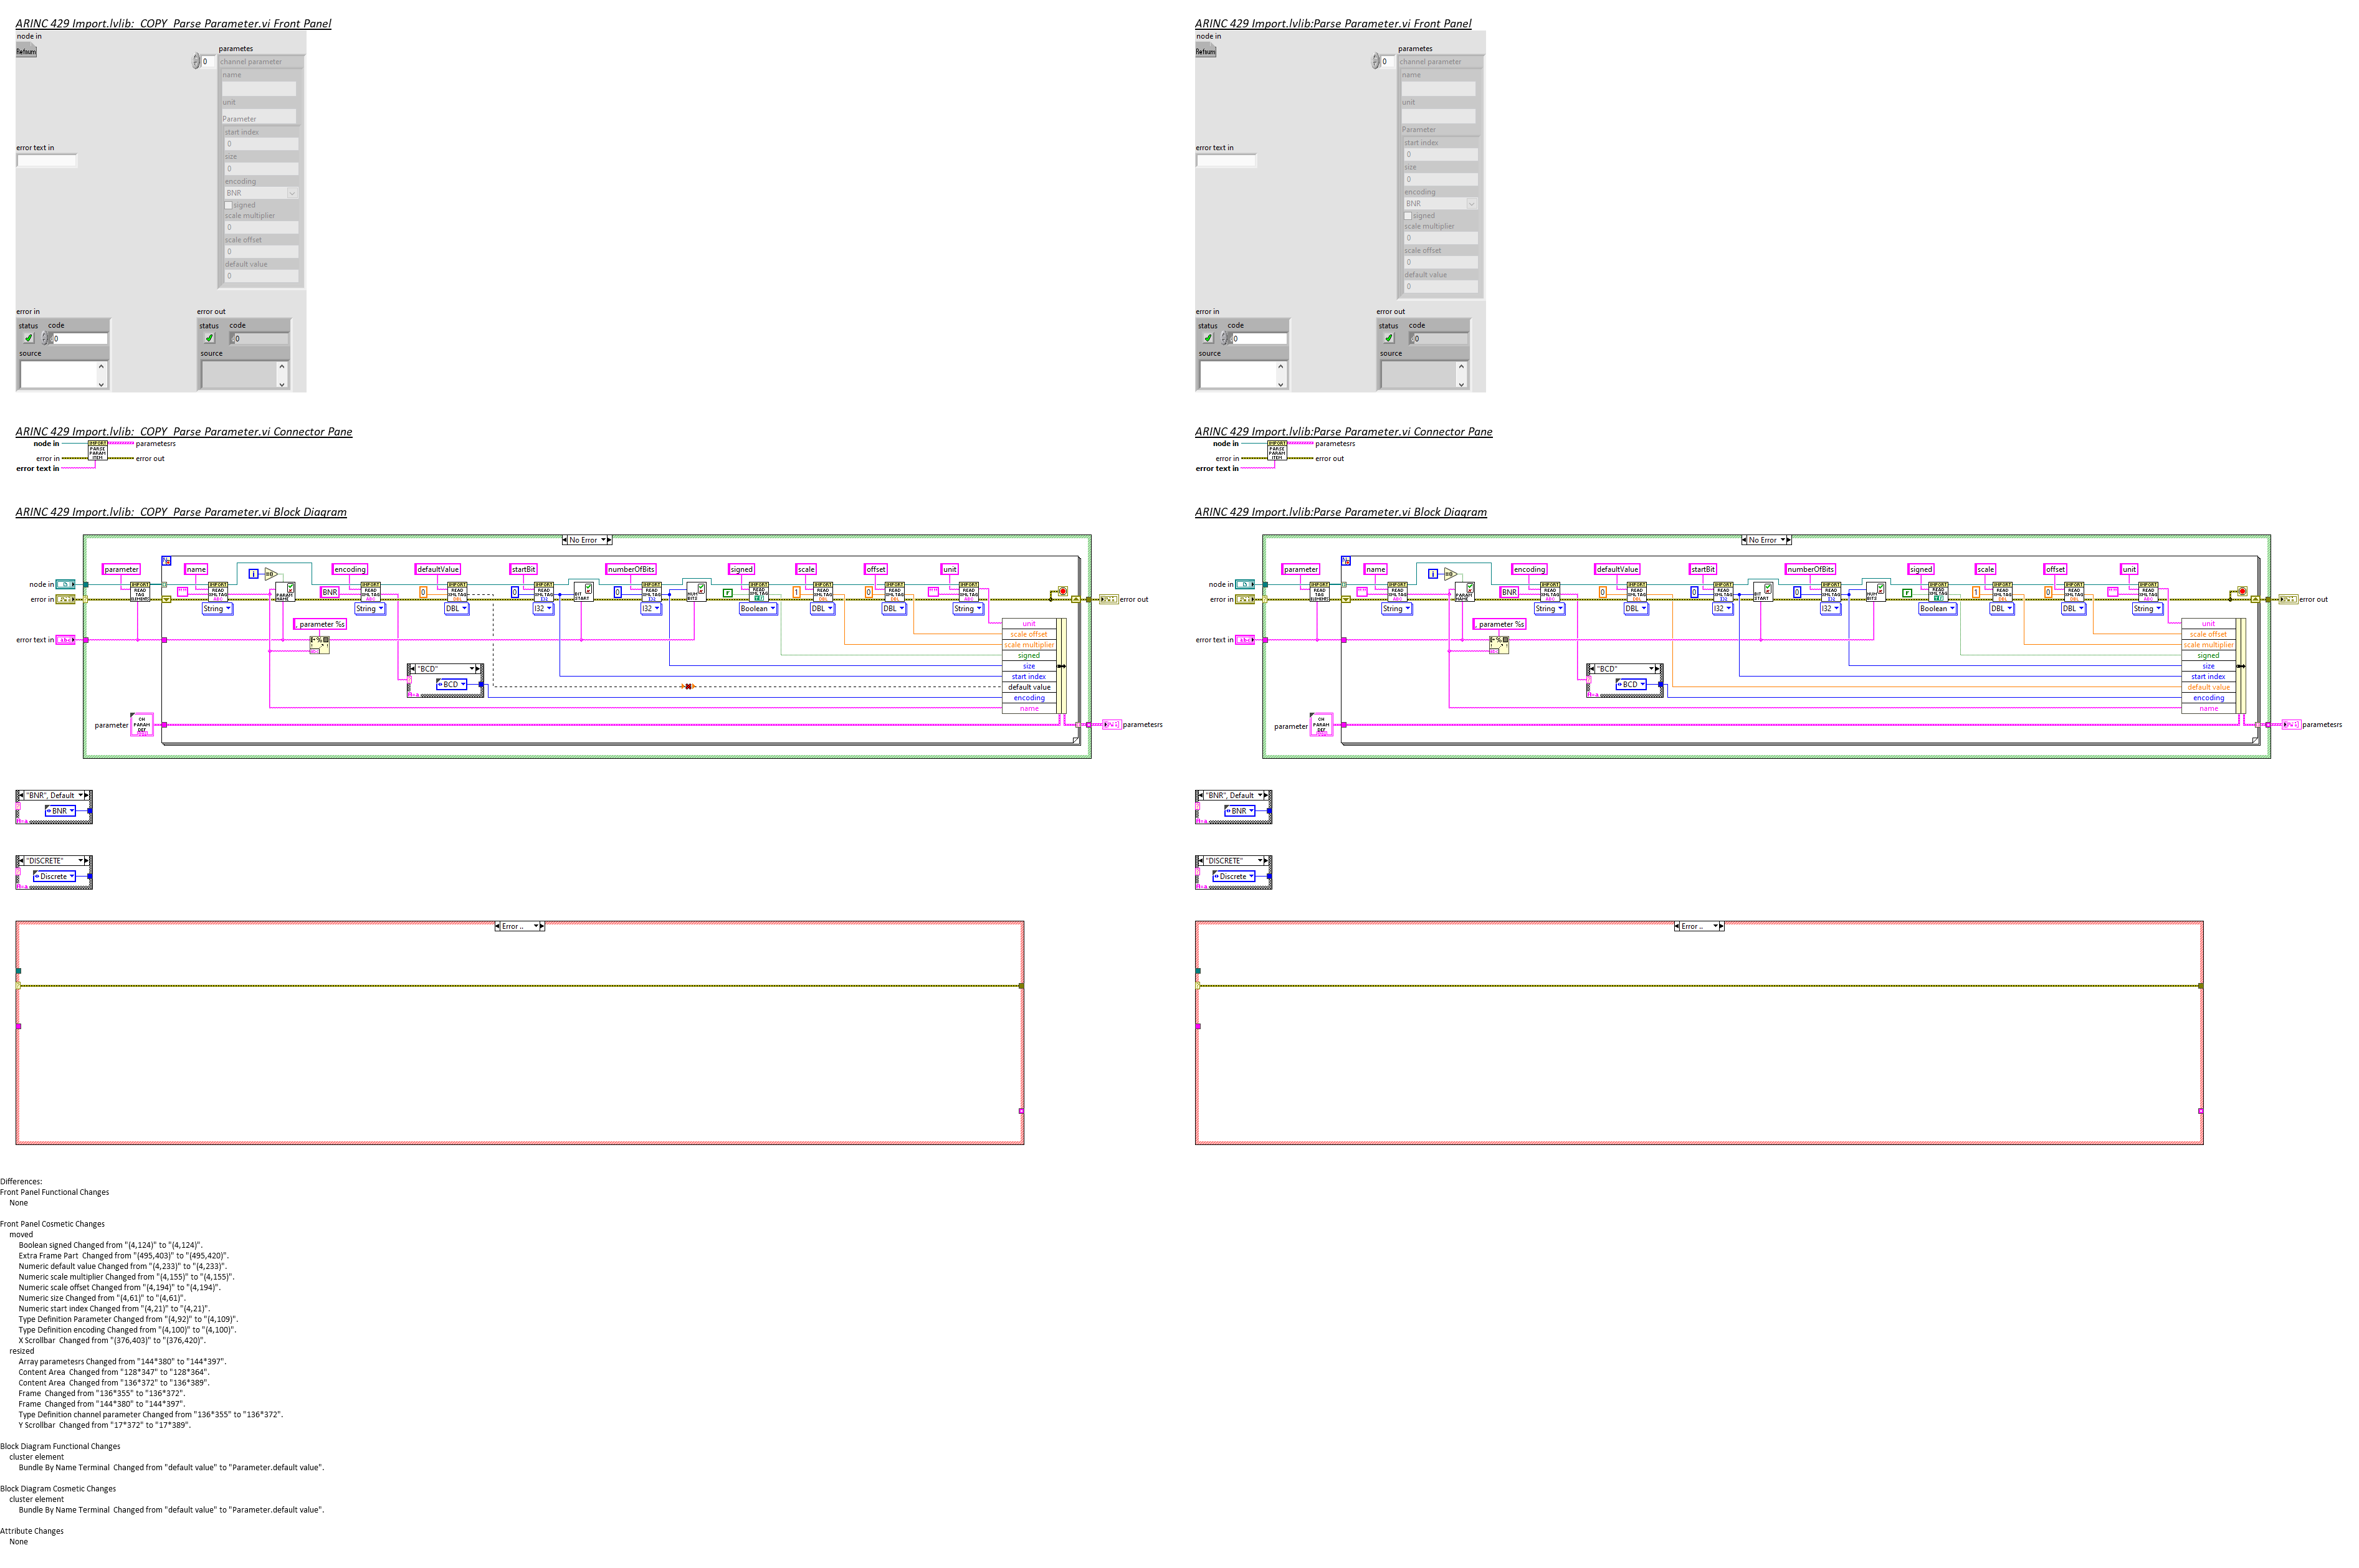 ARINC 429 Import.lvlib:  COPY  Parse Parameter.vi Front Panel
node in
Refnum
parametes
0
channel parameter
name
unit
Parameter
start index
0
size
0
encoding
BNR
signed
scale multiplier
0
scale offset
0
default value
0
error text in
error in
status code
0
source
error out
status code
0
source
ARINC 429 Import.lvlib:  COPY  Parse Parameter.vi Connector Pane
node in
error in
error text in
IMPORT
PARSE
PARAM
ITEM
parametesrs
error out
ARINC 429 Import.lvlib:  COPY  Parse Parameter.vi Block Diagram
No Error
parameter name encoding defaultValue startBit numberOfBits signed scale offset unit
node in
error in
error text in
BNR 0 0 0 1 0
String String DBL I32 I32 Boolean DBL DBL String
error out
, parameter %s
"BCD"
BCD
unit
scale offset
scale multiplier
signed
size
start index
default value
encoding
name
parameter
CH
PARAM
DEF
parametesrs
"BNR", Default
BNR
"DISCRETE"
Discrete
Error ..
ARINC 429 Import.lvlib:Parse Parameter.vi Front Panel
node in
Refnum
parametes
0
channel parameter
name
unit
Parameter
start index
0
size
0
encoding
BNR
signed
scale multiplier
0
scale offset
0
default value
0
error text in
error in
status code
0
source
error out
status code
0
source
ARINC 429 Import.lvlib:Parse Parameter.vi Connector Pane
node in
error in
error text in
IMPORT
PARSE
PARAM
ITEM
parametesrs
error out
ARINC 429 Import.lvlib:Parse Parameter.vi Block Diagram
No Error
parameter name encoding defaultValue startBit numberOfBits signed scale offset unit
node in
error in
error text in
BNR 0 0 0 1 0
String String DBL I32 I32 Boolean DBL DBL String
error out
, parameter %s
"BCD"
BCD
unit
scale offset
scale multiplier
signed
size
start index
default value
encoding
name
parameter
CH
PARAM
DEF
parametesrs
"BNR", Default
BNR
"DISCRETE"
Discrete
Error ..
Differences:
Front Panel Functional Changes
None
Front Panel Cosmetic Changes
moved
Boolean signed Changed from "(4,124)" to "(4,124)".
Extra Frame Part  Changed from "(495,403)" to "(495,420)".
Numeric default value Changed from "(4,233)" to "(4,233)".
Numeric scale multiplier Changed from "(4,155)" to "(4,155)".
Numeric scale offset Changed from "(4,194)" to "(4,194)".
Numeric size Changed from "(4,61)" to "(4,61)".
Numeric start index Changed from "(4,21)" to "(4,21)".
Type Definition Parameter Changed from "(4,92)" to "(4,109)".
Type Definition encoding Changed from "(4,100)" to "(4,100)".
X Scrollbar  Changed from "(376,403)" to "(376,420)".
resized
Array parametesrs Changed from "144*380" to "144*397".
Content Area  Changed from "128*347" to "128*364".
Content Area  Changed from "136*372" to "136*389".
Frame  Changed from "136*355" to "136*372".
Frame  Changed from "144*380" to "144*397".
Type Definition channel parameter Changed from "136*355" to "136*372".
Y Scrollbar  Changed from "17*372" to "17*389".
Block Diagram Functional Changes
cluster element
Bundle By Name Terminal  Changed from "default value" to "Parameter.default value".
Block Diagram Cosmetic Changes
cluster element
Bundle By Name Terminal  Changed from "default value" to "Parameter.default value".
Attribute Changes
None